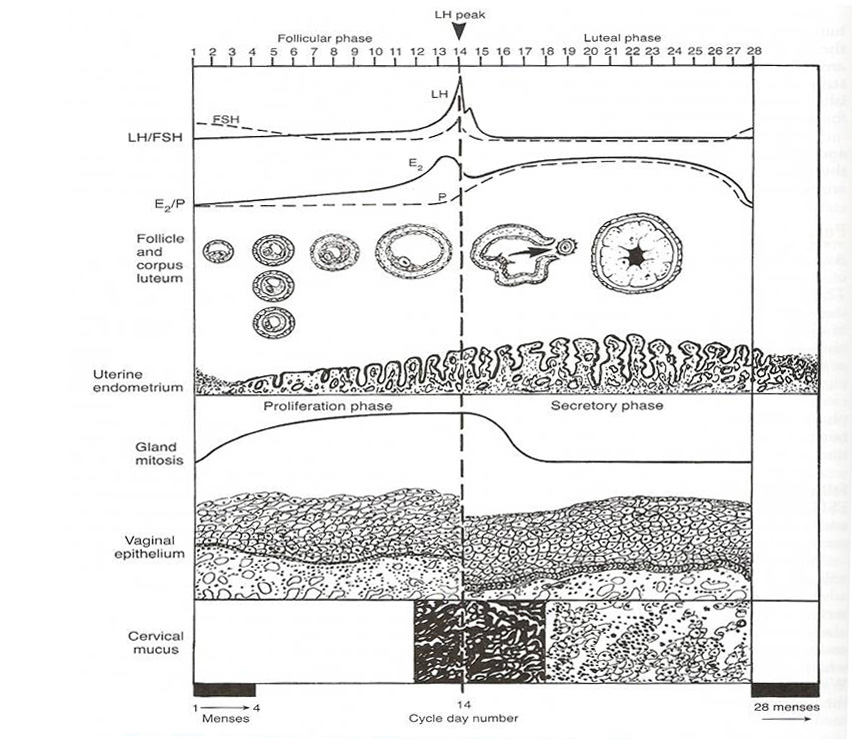 LH peak
Follicular phase
Luteal phase
1 2 3 4 5 6 7 8 9 10 11 12 13 14 15 16 17 18 19 20 21 22 23 24 25 26 27 28
LH
FSH
LH/FSH
E2
P
E2/P
Follicle
and
corpus
luteum
Uterine
endometrium
Proliferation phase
Secretory phase
Gland
mitosis
Vaginal
epithelium
Cervical
mucus
1 → 4
Menses
14
Cycle day number
28 menses
→